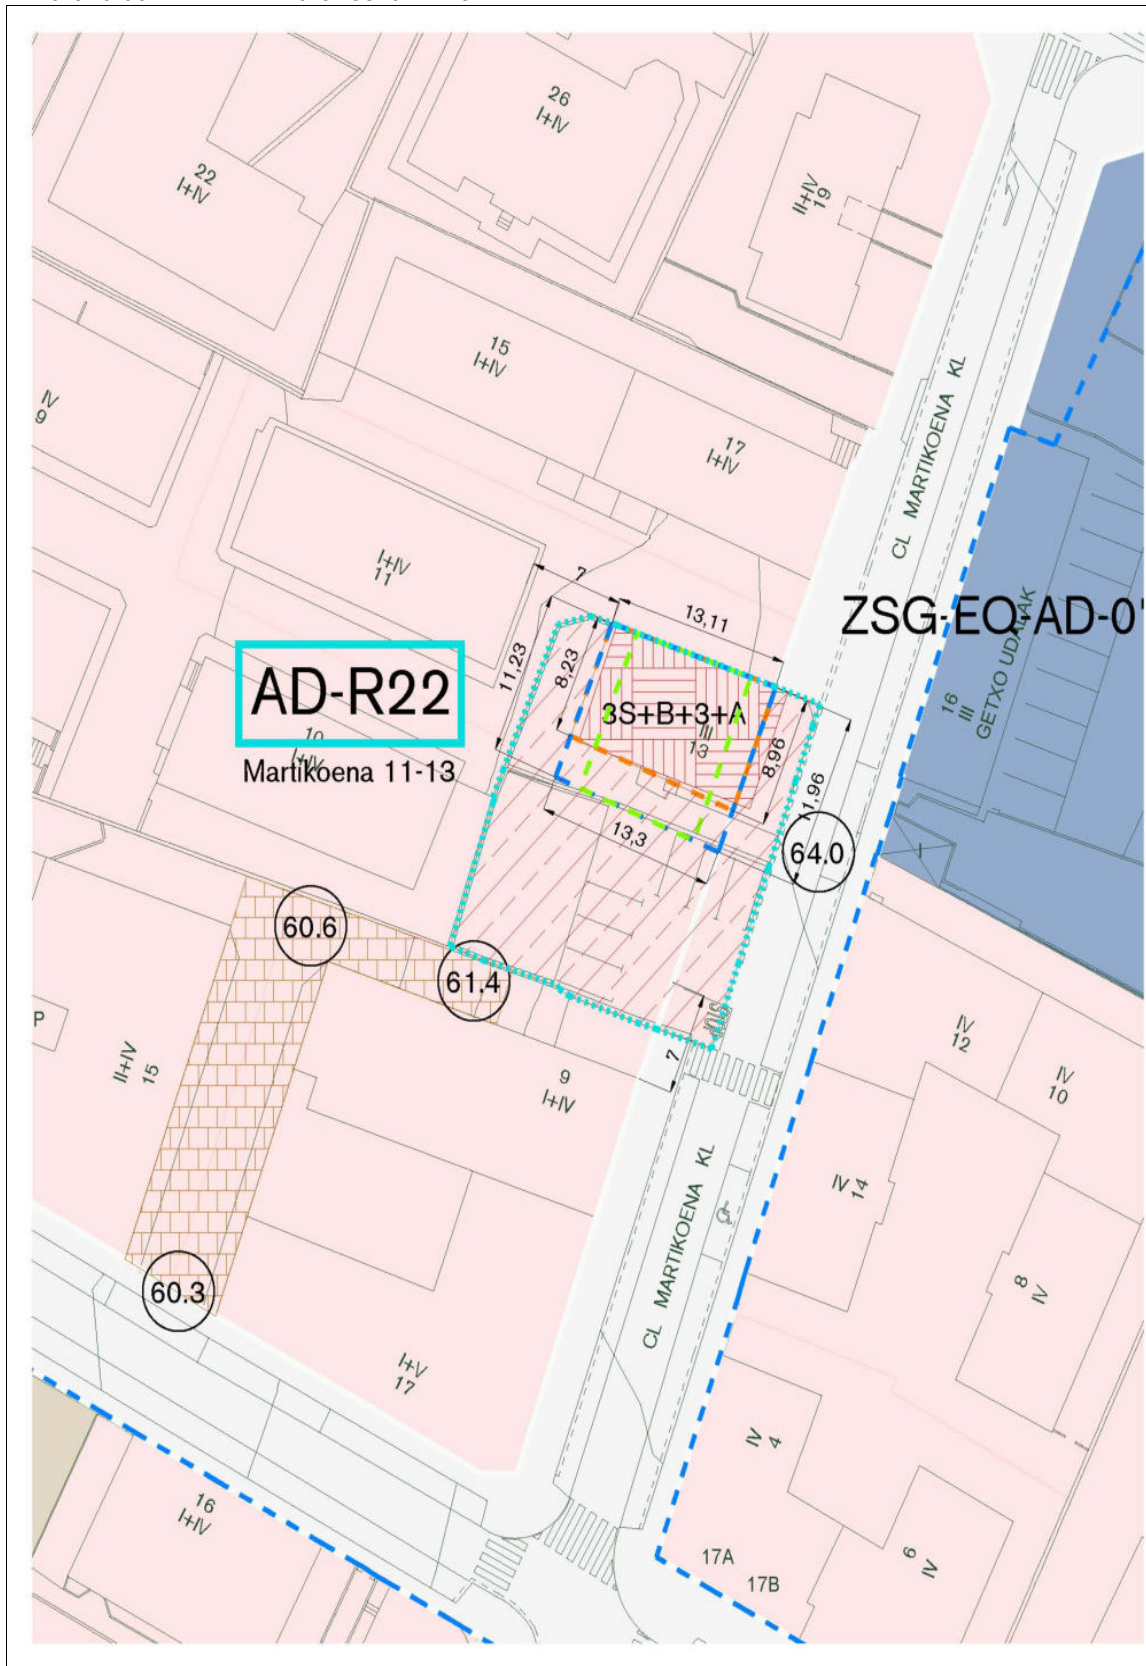 26
I+IV
22
I+IV
II+IV
19
15
I+IV
17
I+IV
IV
9
I+IV
11
CL MARTIKOENA KL
ZSG-EQ-AD-0
16
III
GETXO UDALAK
7
13,11
11,23
8,23
3S+B+3+A
III
13
8,96
11,96
13,3
64.0
AD-R22
10
I+IV
Martikoena 11-13
60.6
61.4
STOP
7
P
II+IV
15
9
I+IV
60.3
I+V
17
CL MARTIKOENA KL
I
IV
12
IV
10
IV
14
8
IV
IV
4
6
IV
17A
17B
16
I+IV